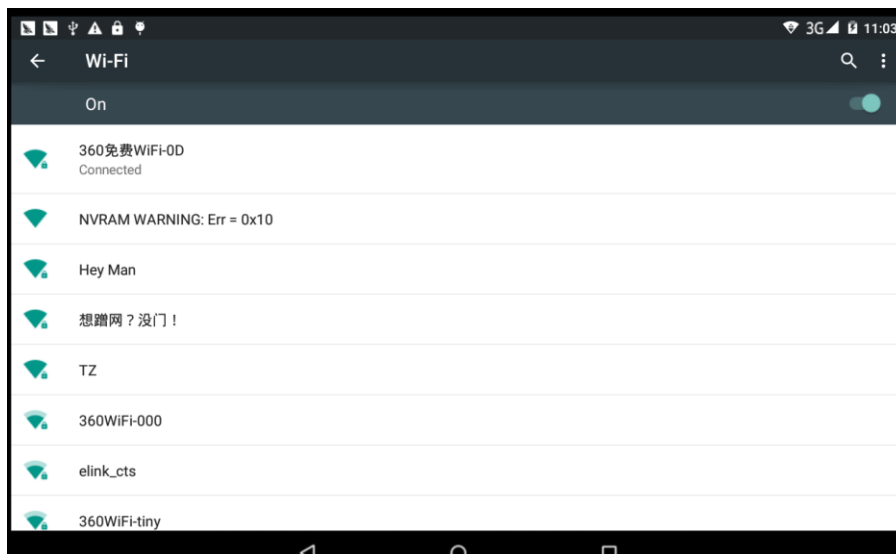 3G 11:03
Wi-Fi
On
360免费WiFi-0D
Connected
NVRAM WARNING: Err = 0x10
Hey Man
想蹭网？没门！
TZ
360WiFi-000
elink_cts
360WiFi-tiny